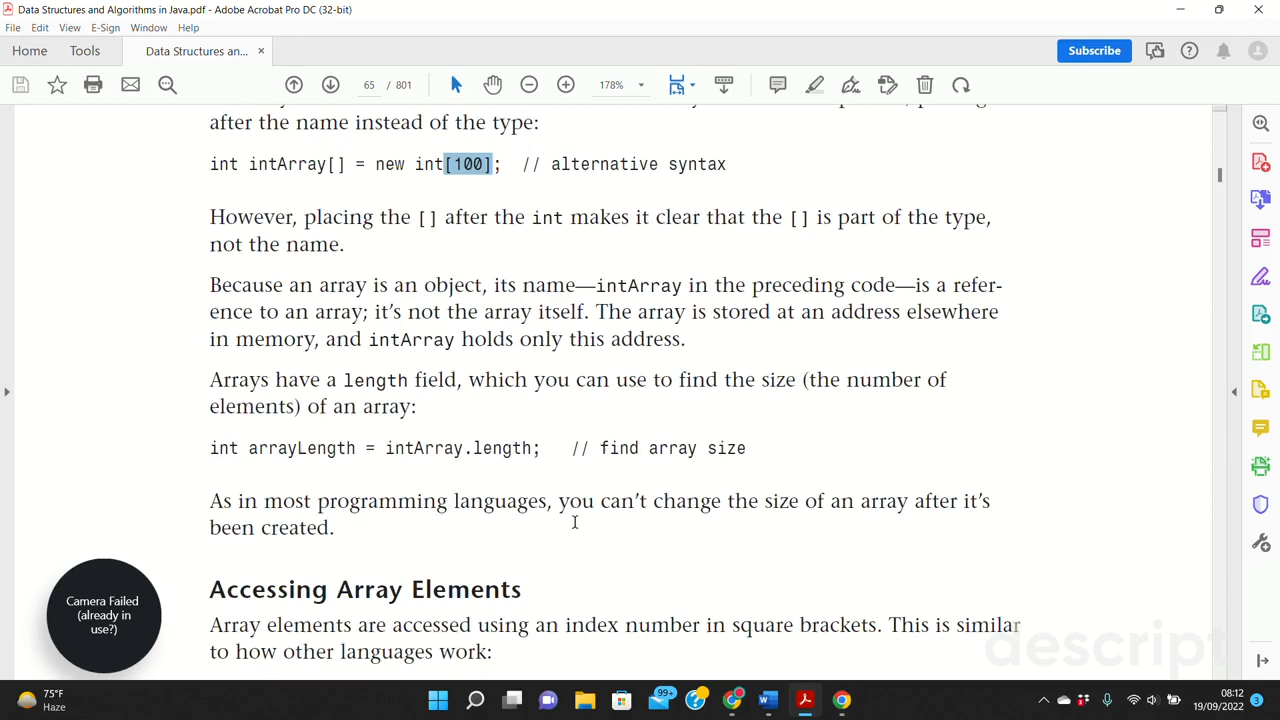 Data Structures and Algorithms in Java.pdf - Adobe Acrobat Pro DC (32-bit)
File Edit View E-Sign Window Help
Home Tools Data Structures an... × Subscribe
65 / 801 178%
after the name instead of the type:
int intArray[] = new int[100]; // alternative syntax
However, placing the [] after the int makes it clear that the [] is part of the type,
not the name.
Because an array is an object, its name—intArray in the preceding code—is a refer-
ence to an array; it's not the array itself. The array is stored at an address elsewhere
in memory, and intArray holds only this address.
Arrays have a length field, which you can use to find the size (the number of
elements) of an array:
int arrayLength = intArray.length; // find array size
As in most programming languages, you can't change the size of an array after it's
been created.
Accessing Array Elements
Array elements are accessed using an index number in square brackets. This is similar
to how other languages work:
Camera Failed
(already in
use?)
descript
75°F
Haze
99+
08:12
19/09/2022
3